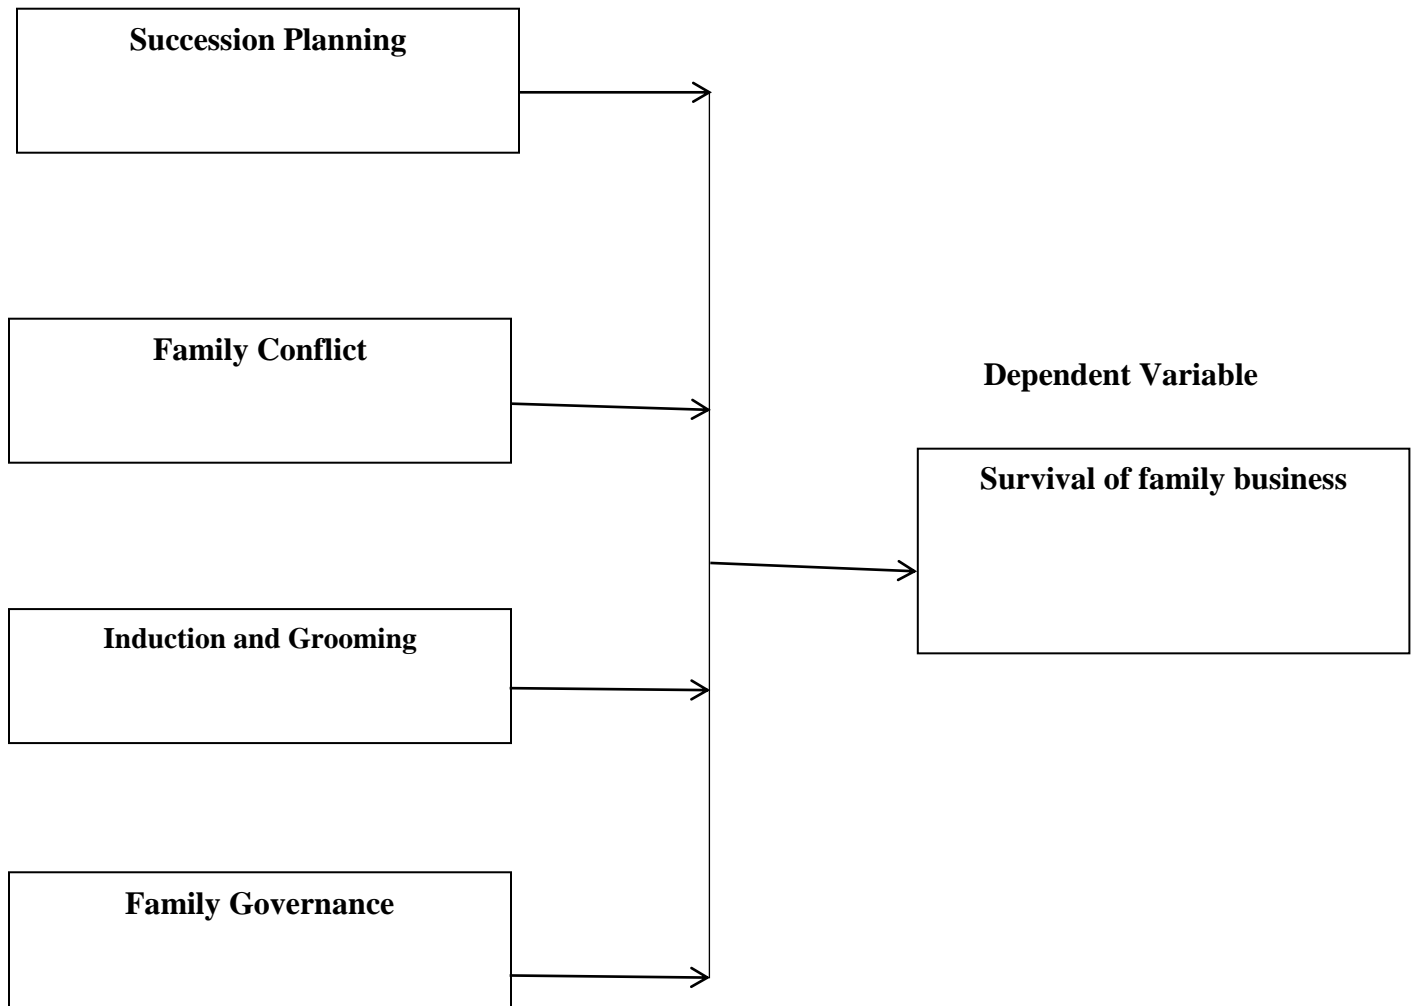 Succession Planning
Family Conflict
Dependent Variable
Survival of family business
Induction and Grooming
Family Governance